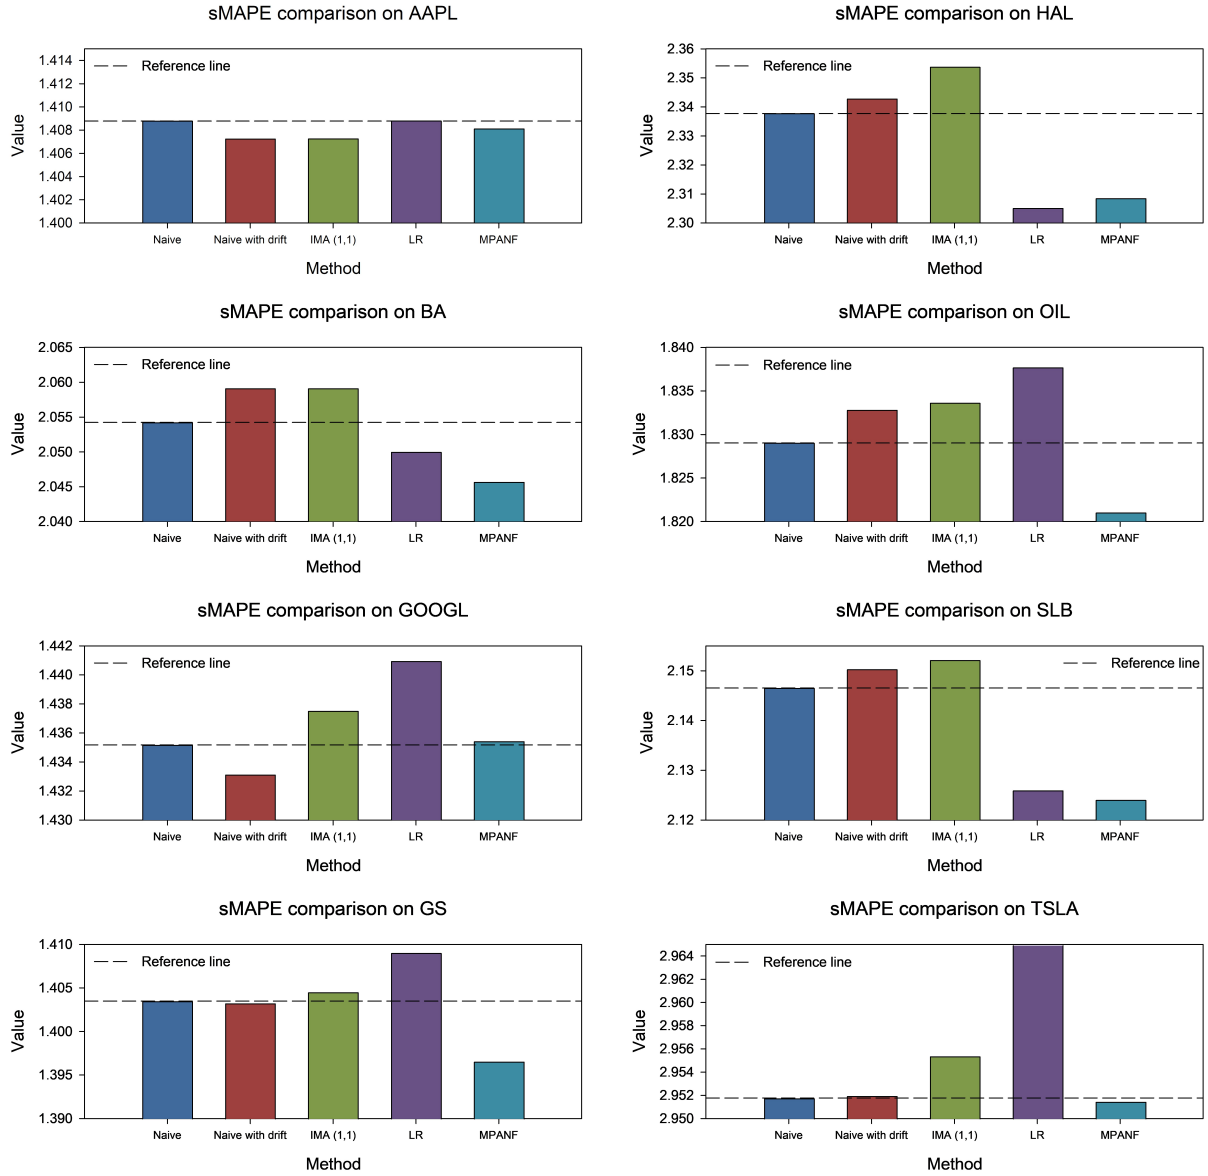 sMAPE comparison on AAPL
Value
1.414
1.412
1.410
1.408
1.406
1.404
1.402
1.400
Reference line
Naive
Naive with drift
IMA (1,1)
LR
MPANF
Method
sMAPE comparison on HAL
Value
2.36
2.35
2.34
2.33
2.32
2.31
2.30
Reference line
Naive
Naive with drift
IMA (1,1)
LR
MPANF
Method
sMAPE comparison on BA
Value
2.065
2.060
2.055
2.050
2.045
2.040
Reference line
Naive
Naive with drift
IMA (1,1)
LR
MPANF
Method
sMAPE comparison on OIL
Value
1.840
1.835
1.830
1.825
1.820
Reference line
Naive
Naive with drift
IMA (1,1)
LR
MPANF
Method
sMAPE comparison on GOOGL
Value
1.442
1.440
1.438
1.436
1.434
1.432
1.430
Reference line
Naive
Naive with drift
IMA (1,1)
LR
MPANF
Method
sMAPE comparison on SLB
Value
2.15
2.14
2.13
2.12
Reference line
Naive
Naive with drift
IMA (1,1)
LR
MPANF
Method
sMAPE comparison on GS
Value
1.410
1.405
1.400
1.395
1.390
Reference line
Naive
Naive with drift
IMA (1,1)
LR
MPANF
Method
sMAPE comparison on TSLA
Value
2.964
2.962
2.960
2.958
2.956
2.954
2.952
2.950
Reference line
Naive
Naive with drift
IMA (1,1)
LR
MPANF
Method